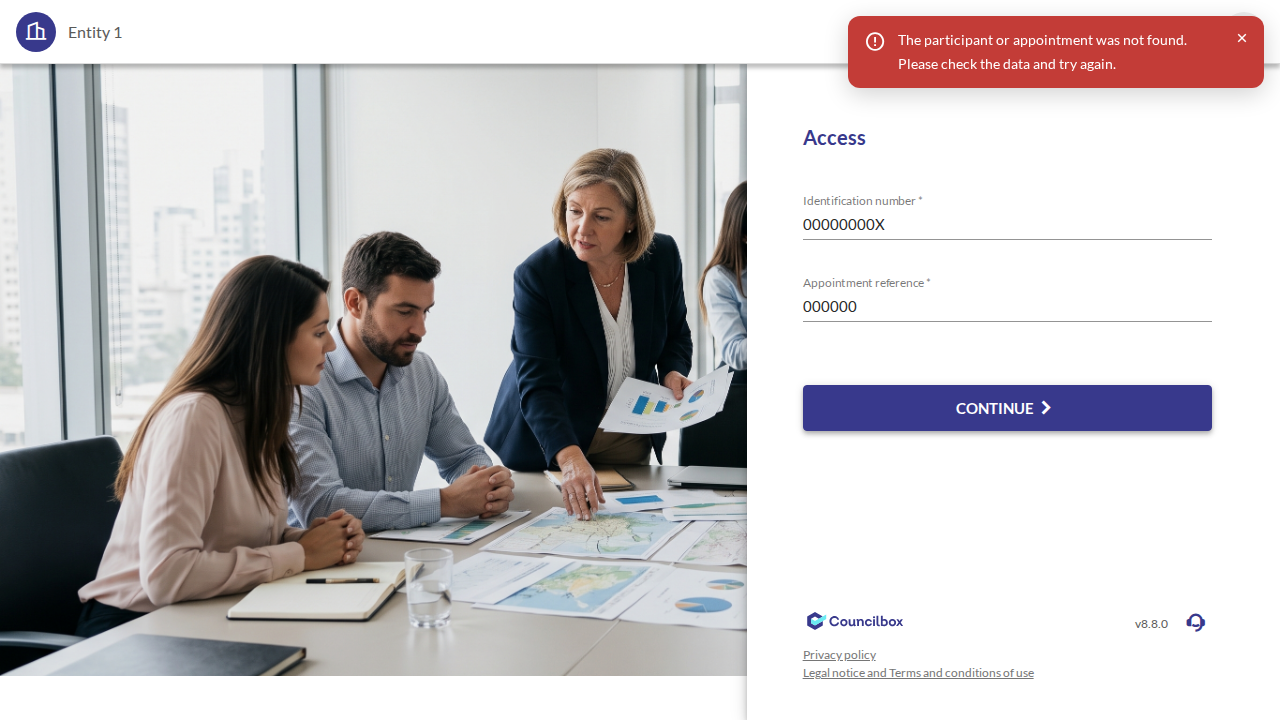 Entity 1
The participant or appointment was not found.
Please check the data and try again.
Access
Identification number *
00000000X
Appointment reference *
000000
CONTINUE
Councilbox
v8.8.0
Privacy policy
Legal notice and Terms and conditions of use